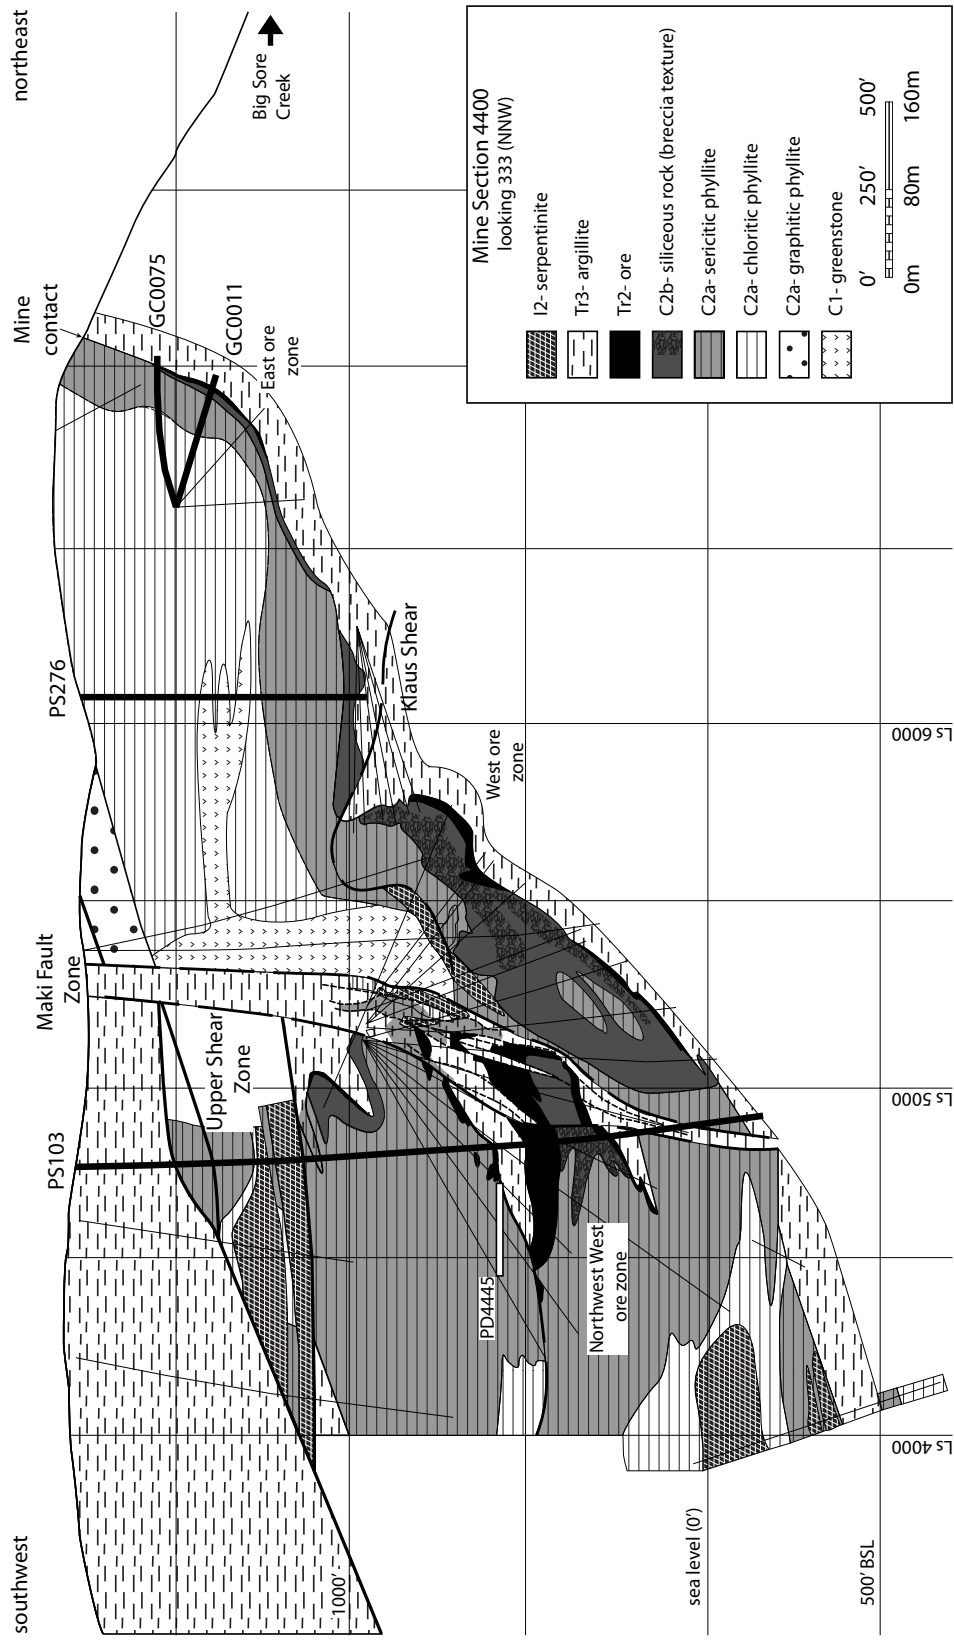 southwest
northeast
Big Sore
Creek
Mine
contact
GC0075
GC0011
East ore
zone
PS276
Klaus Shear
West ore
zone
Maki Fault
Zone
Upper Shear
Zone
PS103
PD4445
Northwest West
ore zone
1000'
sea level (0')
500' BSL
Ls 4000
Ls 5000
Ls 6000
Mine Section 4400
looking 333 (NNW)
I2- serpentinite
Tr3- argillite
Tr2- ore
C2b- siliceous rock (breccia texture)
C2a- sericitic phyllite
C2a- chloritic phyllite
C2a- graphitic phyllite
C1- greenstone
0' 250' 500'
0m 80m 160m